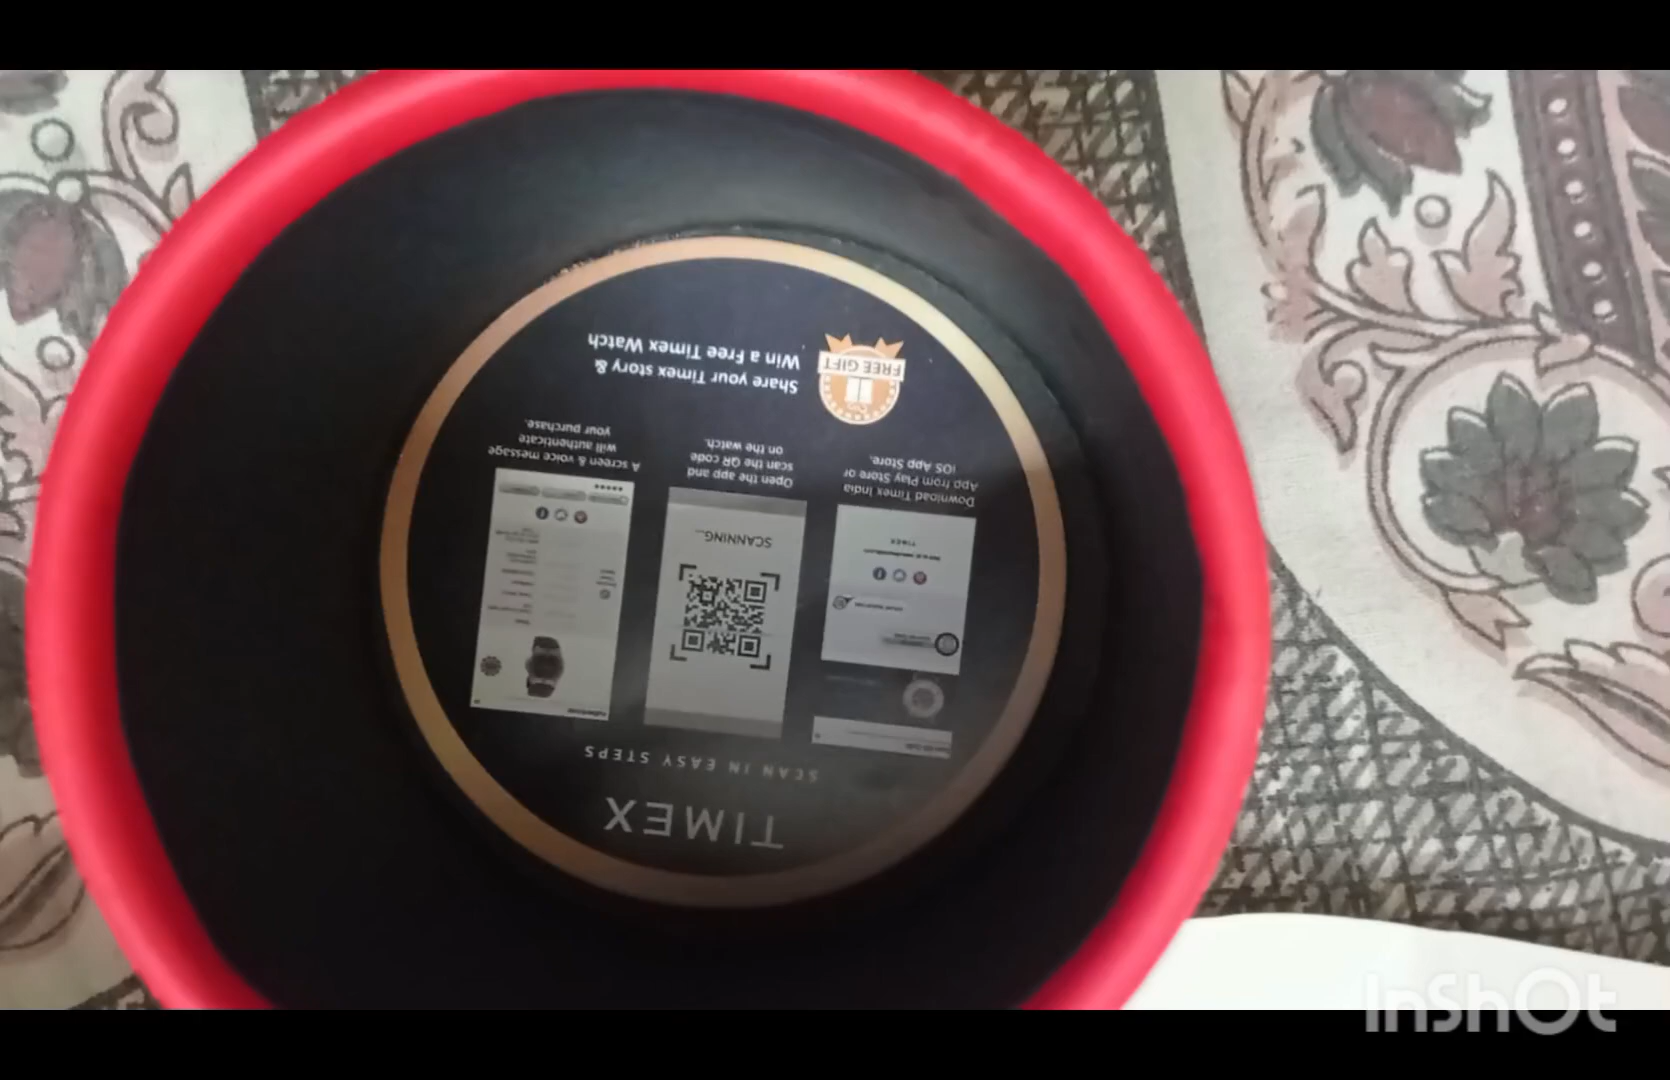 TIMEX
SCAN IN EASY STEPS
Download Timex India
App from Play Store or
iOS App Store.
Open the app and
scan the QR code
on the watch.
A screen & voice message
will authenticate
your purchase.
SCANNING...
TIMEX
FREE GIFT
Share your Timex story &
Win a Free Timex Watch
InShOt